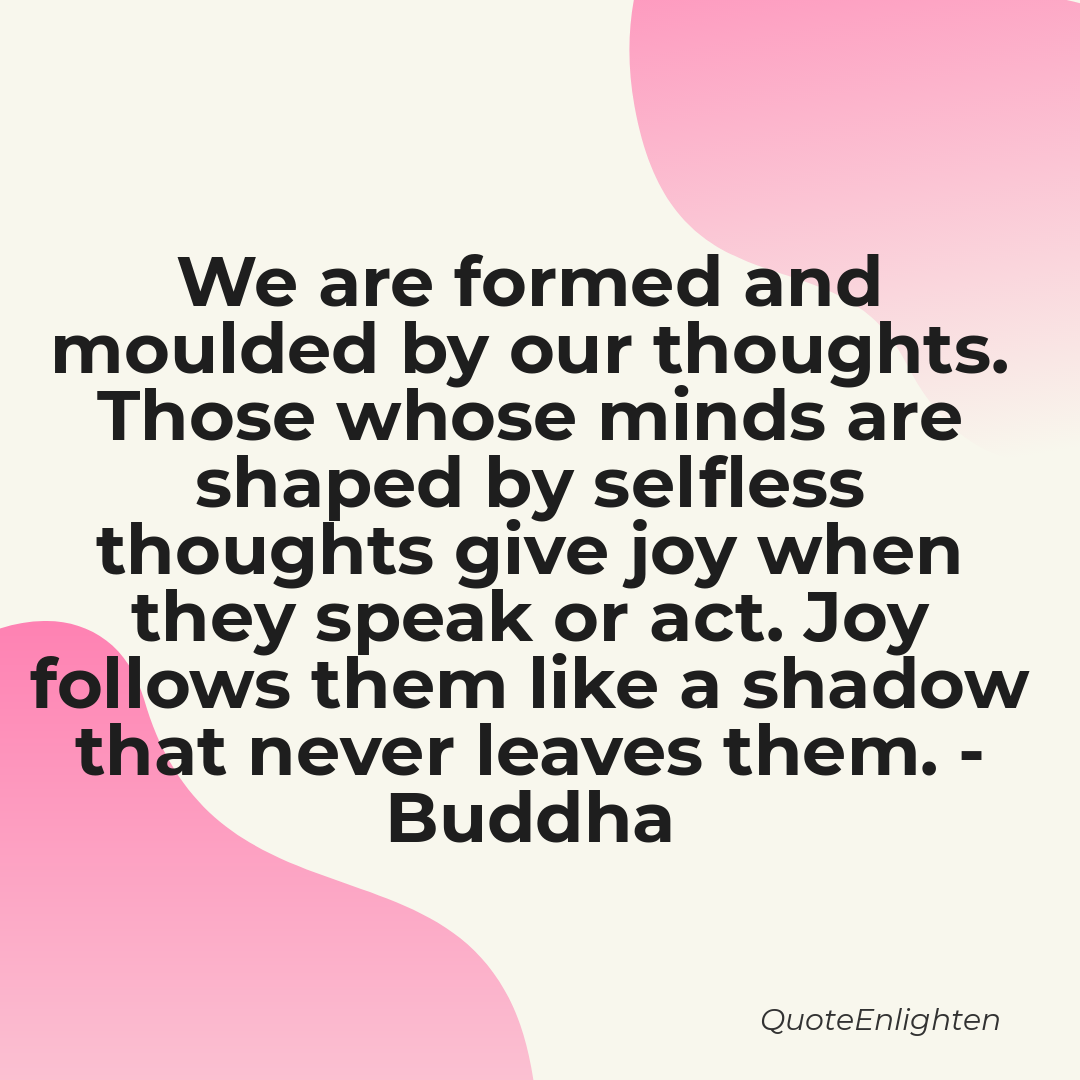 We are formed and
moulded by our thoughts.
Those whose minds are
shaped by selfless
thoughts give joy when
they speak or act. Joy
follows them like a shadow
that never leaves them. -
Buddha
QuoteEnlighten